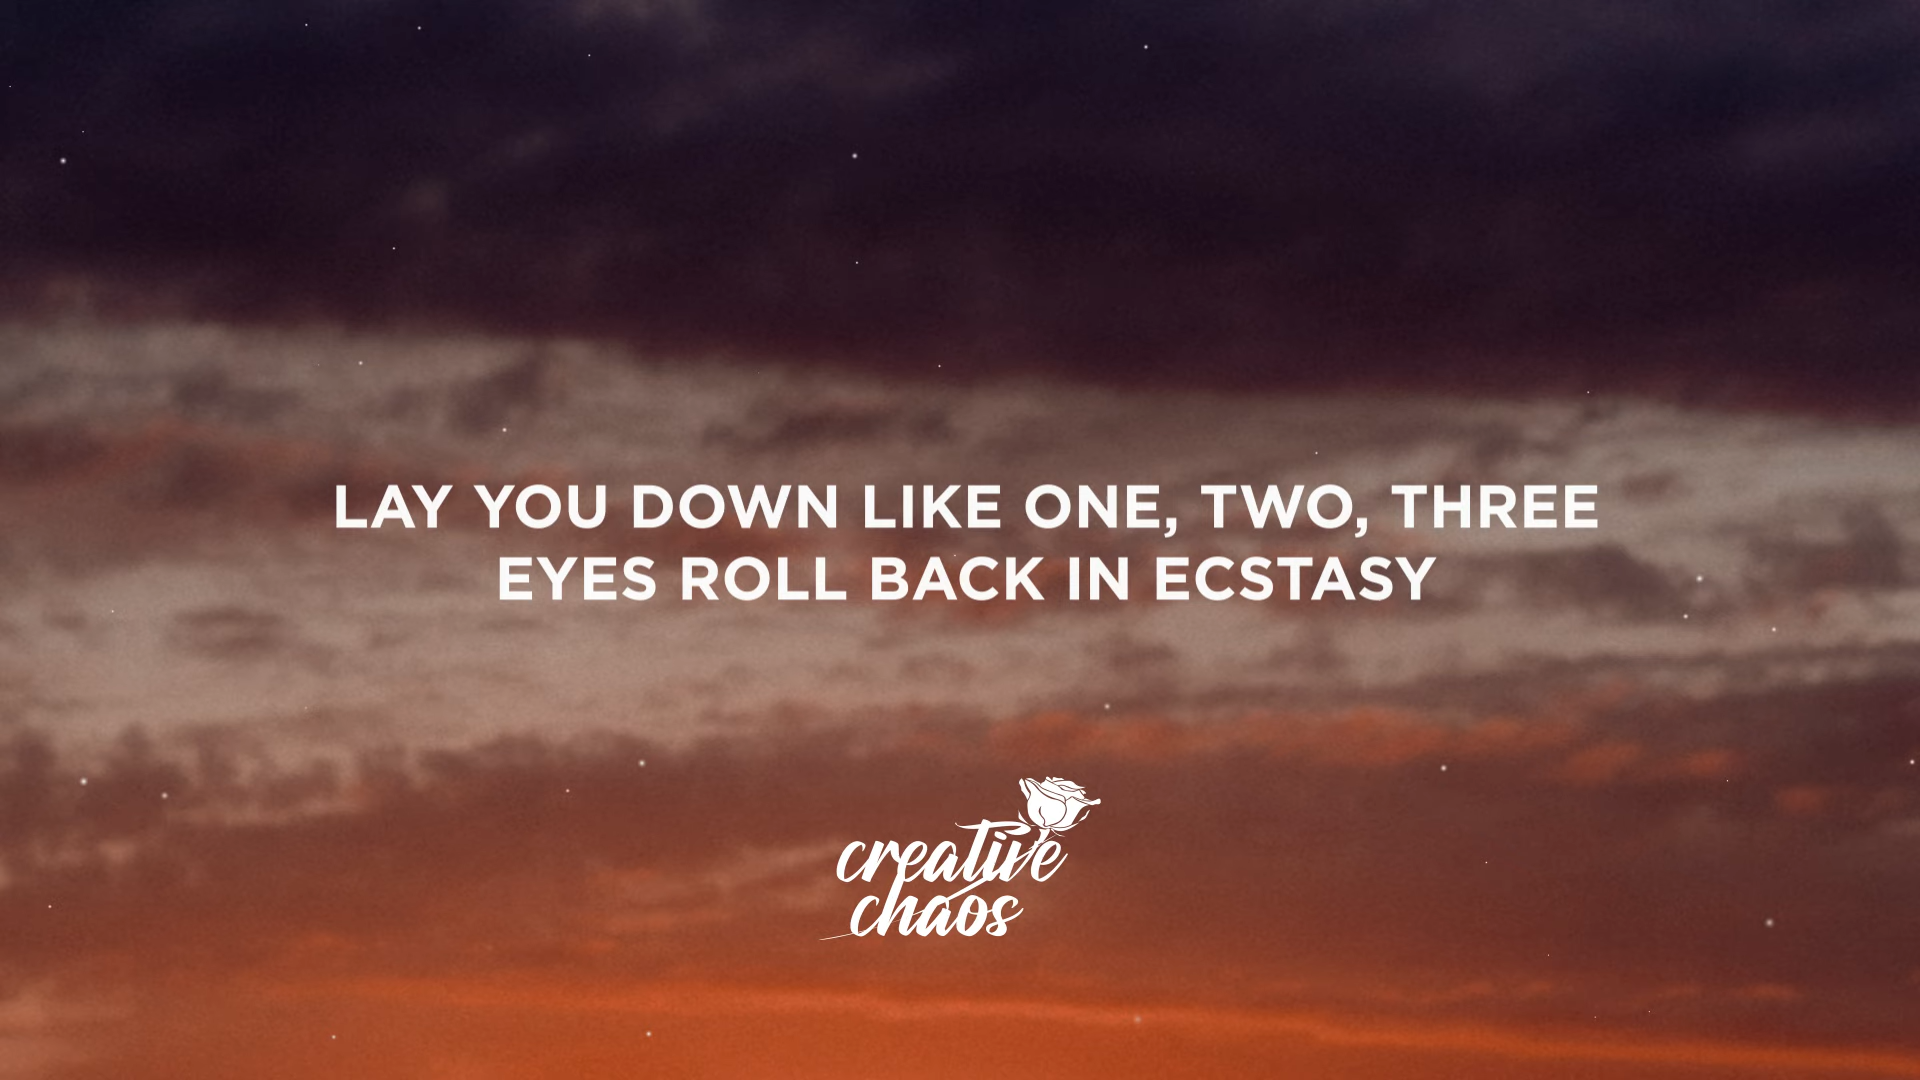 LAY YOU DOWN LIKE ONE, TWO, THREE
EYES ROLL BACK IN ECSTASY
creative
chaos